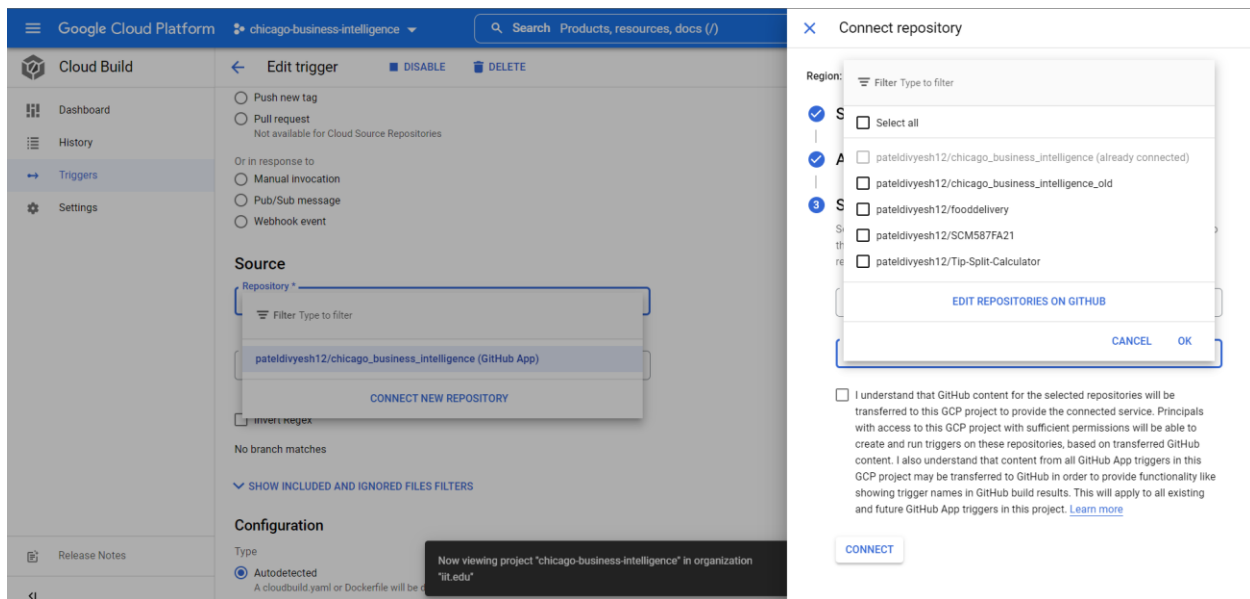 Google Cloud Platform
chicago-business-intelligence
Search Products, resources, docs (/)
Cloud Build
Dashboard
History
Triggers
Settings
Release Notes
Edit trigger
DISABLE
DELETE
Push new tag
Pull request
Not available for Cloud Source Repositories
Or in response to
Manual invocation
Pub/Sub message
Webhook event
Source
Repository *
Filter Type to filter
pateldivyesh12/chicago_business_intelligence (GitHub App)
CONNECT NEW REPOSITORY
Invert Regex
No branch matches
SHOW INCLUDED AND IGNORED FILES FILTERS
Configuration
Type
Autodetected
A cloudbuild.yaml or Dockerfile will be d
Now viewing project "chicago-business-intelligence" in organization
"iit.edu"
Connect repository
Region:
S
A
3
S
Filter Type to filter
Select all
pateldivyesh12/chicago_business_intelligence (already connected)
pateldivyesh12/chicago_business_intelligence_old
pateldivyesh12/fooddelivery
pateldivyesh12/SCM587FA21
pateldivyesh12/Tip-Split-Calculator
EDIT REPOSITORIES ON GITHUB
CANCEL OK
I understand that GitHub content for the selected repositories will be
transferred to this GCP project to provide the connected service. Principals
with access to this GCP project with sufficient permissions will be able to
create and run triggers on these repositories, based on transferred GitHub
content. I also understand that content from all GitHub App triggers in this
GCP project may be transferred to GitHub in order to provide functionality like
showing trigger names in GitHub build results. This will apply to all existing
and future GitHub App triggers in this project. Learn more
CONNECT